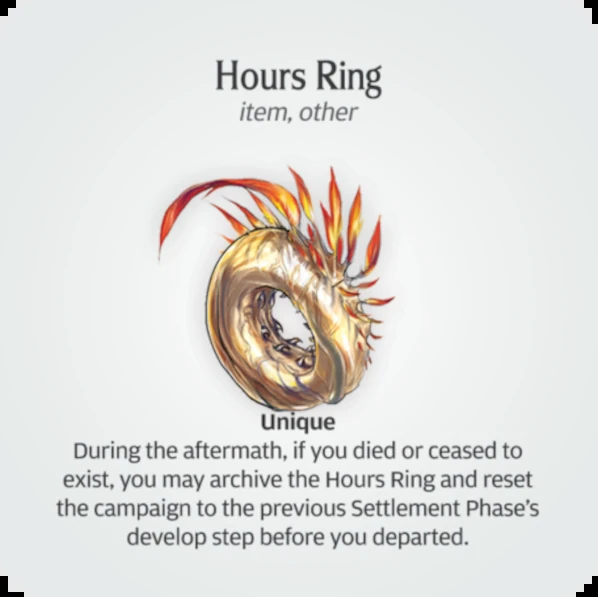 Hours Ring
item, other
Unique
During the aftermath, if you died or ceased to
exist, you may archive the Hours Ring and reset
the campaign to the previous Settlement Phase's
develop step before you departed.